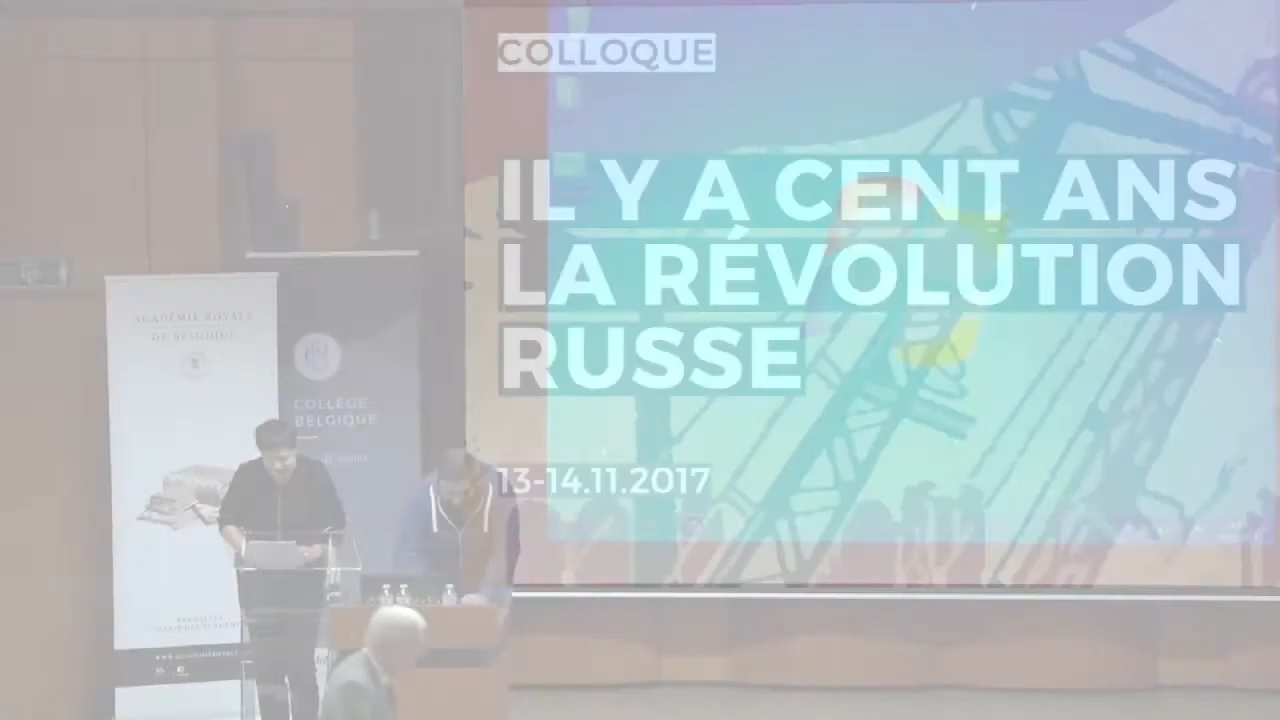 COLLOQUE
IL Y A CENT ANS
LA RÉVOLUTION
RUSSE
13-14.11.2017
ACADÉMIE ROYALE
DE BELGIQUE
COLLÈGE
BELGIQUE